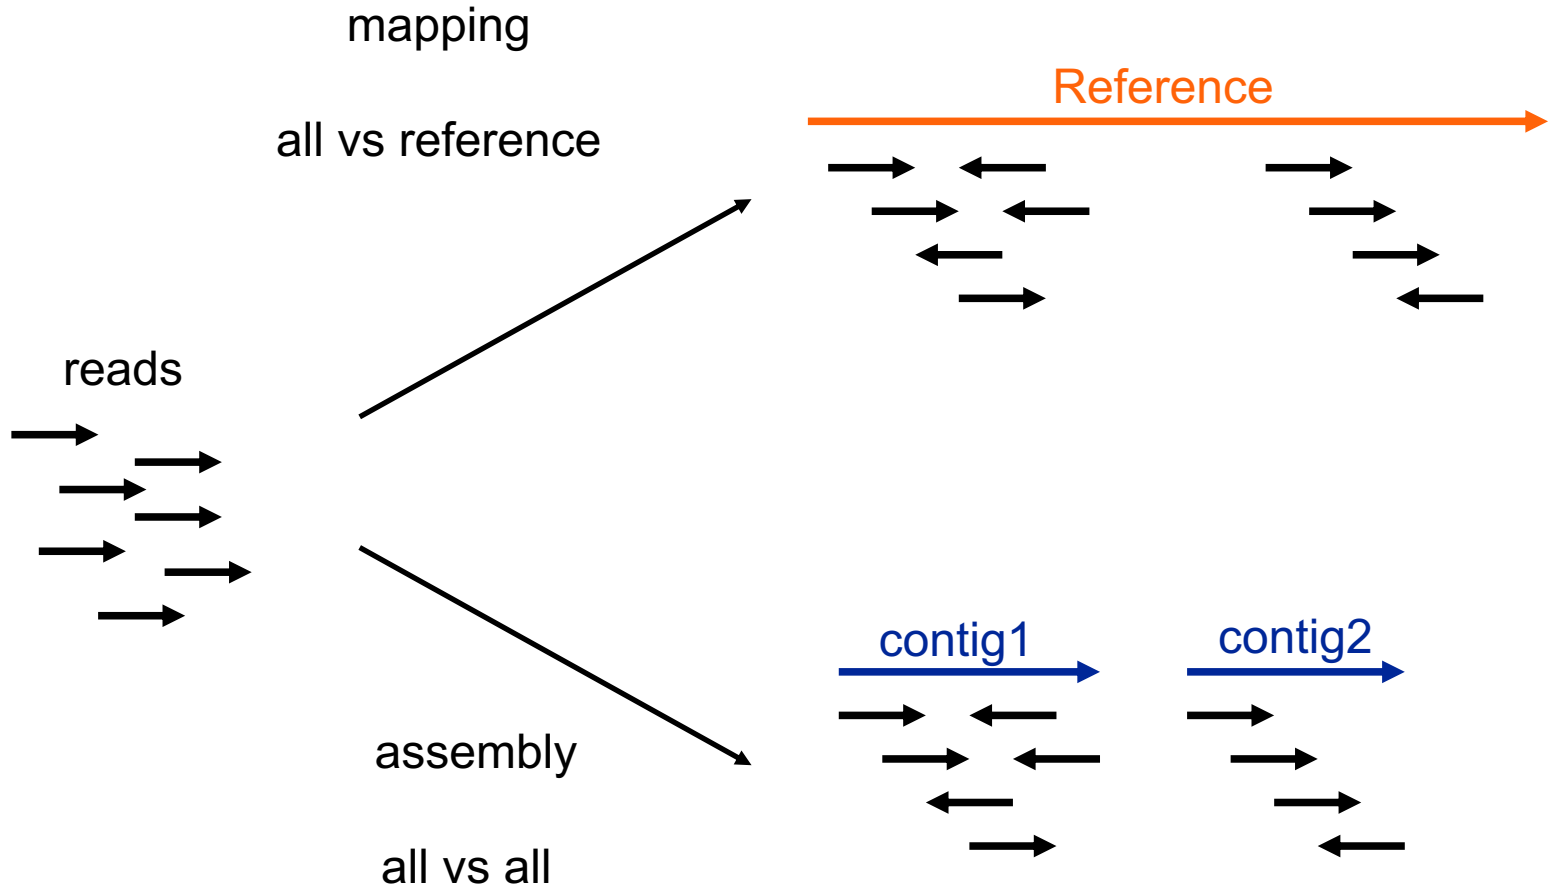 mapping
all vs reference
Reference
reads
contig1
contig2
assembly
all vs all